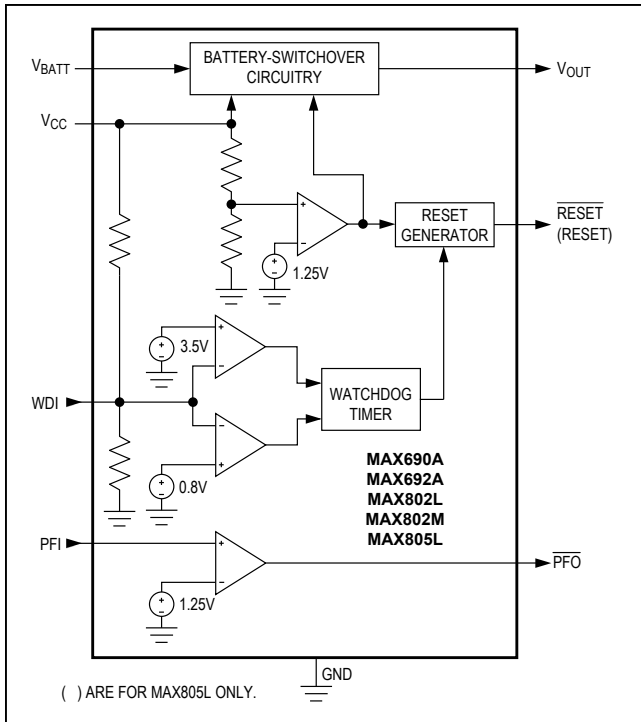 BATTERY-SWITCHOVER
CIRCUITRY
VBATT
VOUT
VCC
+
−
1.25V
+
−
RESET
GENERATOR
RESET
(RESET)
+
−
3.5V
+
−
WDI
WATCHDOG
TIMER
−
+
0.8V
+
−
MAX690A
MAX692A
MAX802L
MAX802M
MAX805L
PFI
+
−
PFO
1.25V
+
−
GND
( ) ARE FOR MAX805L ONLY.